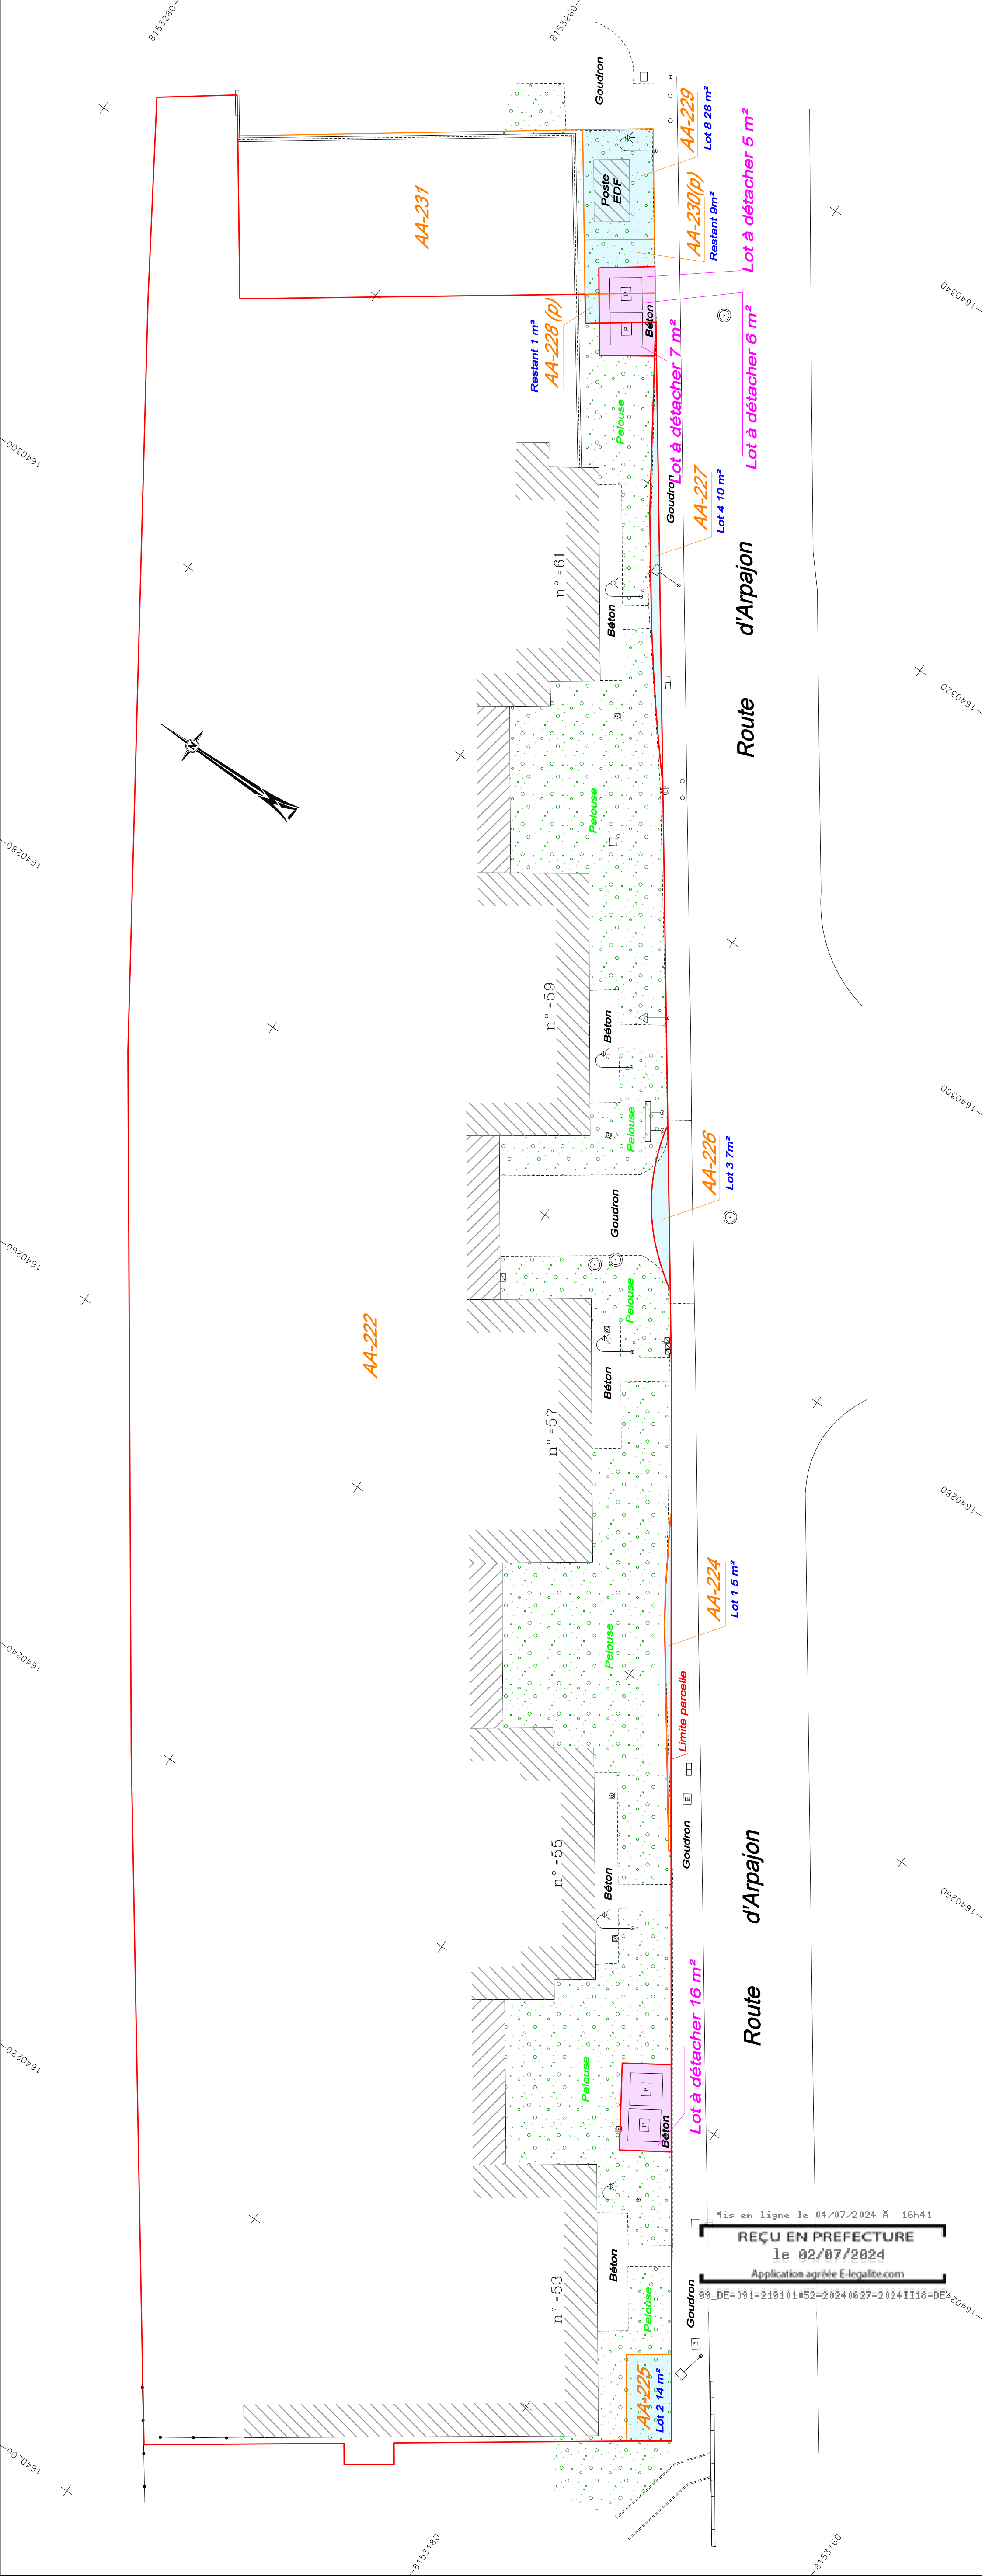 8153280
8153260
Goudron
AA-229
Lot 8 28 m²
Poste
EDF
AA-231
AA-230(p)
Restant 9m²
Lot à détacher 5 m²
1640340
Restant 1 m²
AA-228 (p)
P
P
Béton
Lot à détacher 7 m²
Lot à détacher 6 m²
1640300
Pelouse
AA-227
Lot 4 10 m²
Goudron
n°=61
Béton
Route d'Arpajon
1640320
N
Pelouse
1640280
n°=59
Béton
1640300
Pelouse
AA-226
Lot 3 7m²
Goudron
1640260
Pelouse
AA-222
Béton
n°=57
1640280
AA-224
Lot 1 5 m²
Pelouse
1640240
Limite parcelle
Goudron
n°=55
Béton
Route d'Arpajon
1640260
Lot à détacher 16 m²
1640220
Pelouse
P
P
Béton
Mis en ligne le 04/07/2024 À 16h41
REÇU EN PREFECTURE
le 02/07/2024
Application agréée E-legalite.com
99_DE-091-219101052-20240627-2024II18-DE
n°=53
Béton
Pelouse
Goudron
AA-225
Lot 2 14 m²
1640200
8153180
8153160